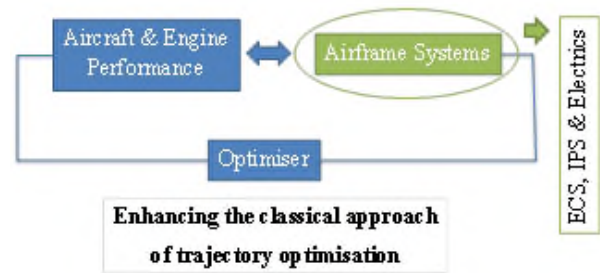 Aircraft & Engine
Performance
Airframe Systems
ECS, IPS & Electrics
Optimiser
Enhancing the classical approach
of trajectory optimisation